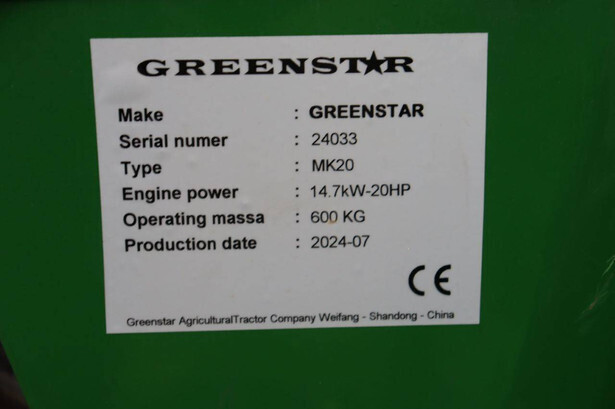 GREENSTAR
Make : GREENSTAR
Serial numer : 24033
Type : MK20
Engine power : 14.7kW-20HP
Operating massa : 600 KG
Production date : 2024-07
CE
Greenstar AgriculturalTractor Company Weifang - Shandong - China